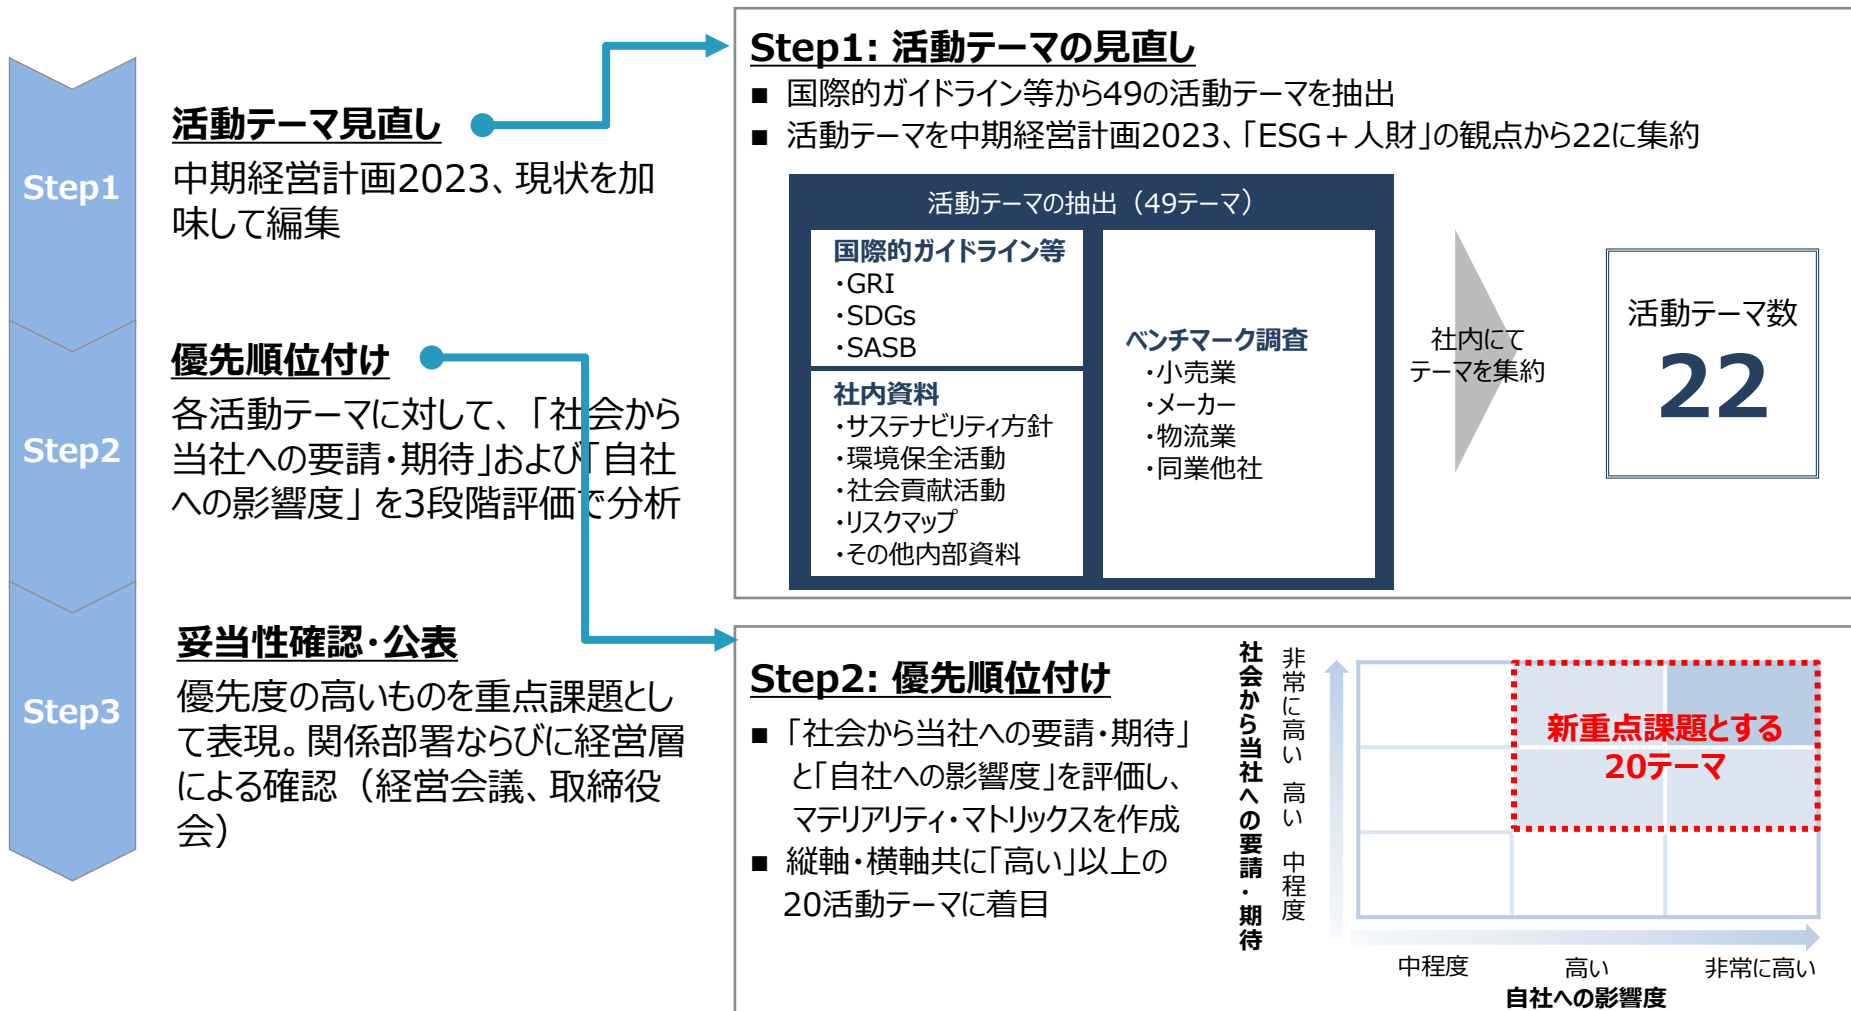 Step1
活動テーマ見直し
中期経営計画2023、現状を加
味して編集
Step2
優先順位付け
各活動テーマに対して、「社会から
当社への要請・期待」および「自社
への影響度」を3段階評価で分析
Step3
妥当性確認・公表
優先度の高いものを重点課題とし
て表現。関係部署ならびに経営層
による確認（経営会議、取締役
会）
Step1: 活動テーマの見直し
■ 国際的ガイドライン等から49の活動テーマを抽出
■ 活動テーマを中期経営計画2023、「ESG＋人財」の観点から22に集約
活動テーマの抽出（49テーマ）
国際的ガイドライン等
・GRI
・SDGs
・SASB
社内資料
・サステナビリティ方針
・環境保全活動
・社会貢献活動
・リスクマップ
・その他内部資料
ベンチマーク調査
・小売業
・メーカー
・物流業
・同業他社
社内にて
テーマを集約
活動テーマ数
22
Step2: 優先順位付け
■ 「社会から当社への要請・期待」
と「自社への影響度」を評価し、
マテリアリティ・マトリックスを作成
■ 縦軸・横軸共に「高い」以上の
20活動テーマに着目
社会から当社への要請・期待
非常に高い
高い
中程度
新重点課題とする
20テーマ
中程度
高い
非常に高い
自社への影響度